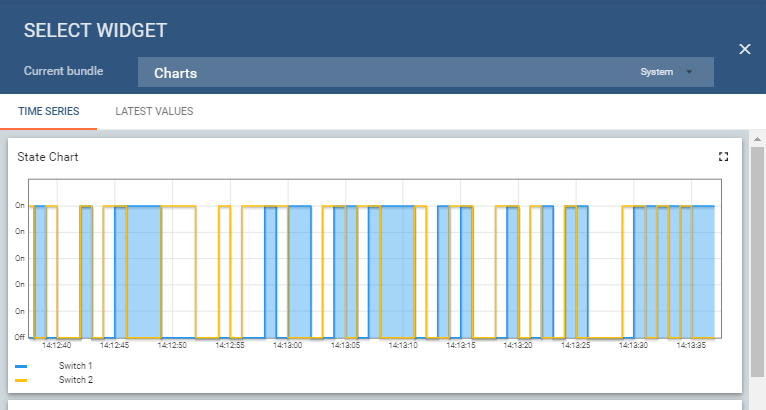 SELECT WIDGET
Current bundle
Charts
System
TIME SERIES
LATEST VALUES
State Chart
On
On
On
On
On
Off
14:12:40 14:12:45 14:12:50 14:12:55 14:13:00 14:13:05 14:13:10 14:13:15 14:13:20 14:13:25 14:13:30 14:13:35
Switch 1
Switch 2